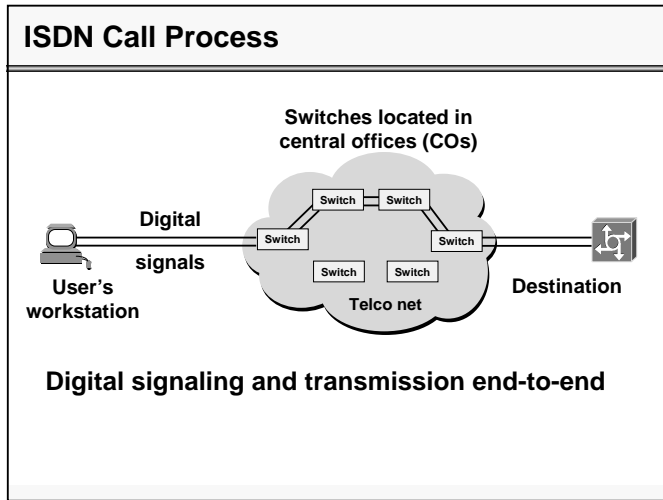 ISDN Call Process
Switches located in
central offices (COs)
Switch
Switch
Digital
Switch
Switch
signals
Switch
Switch
User's
workstation
Destination
Telco net
Digital signaling and transmission end-to-end